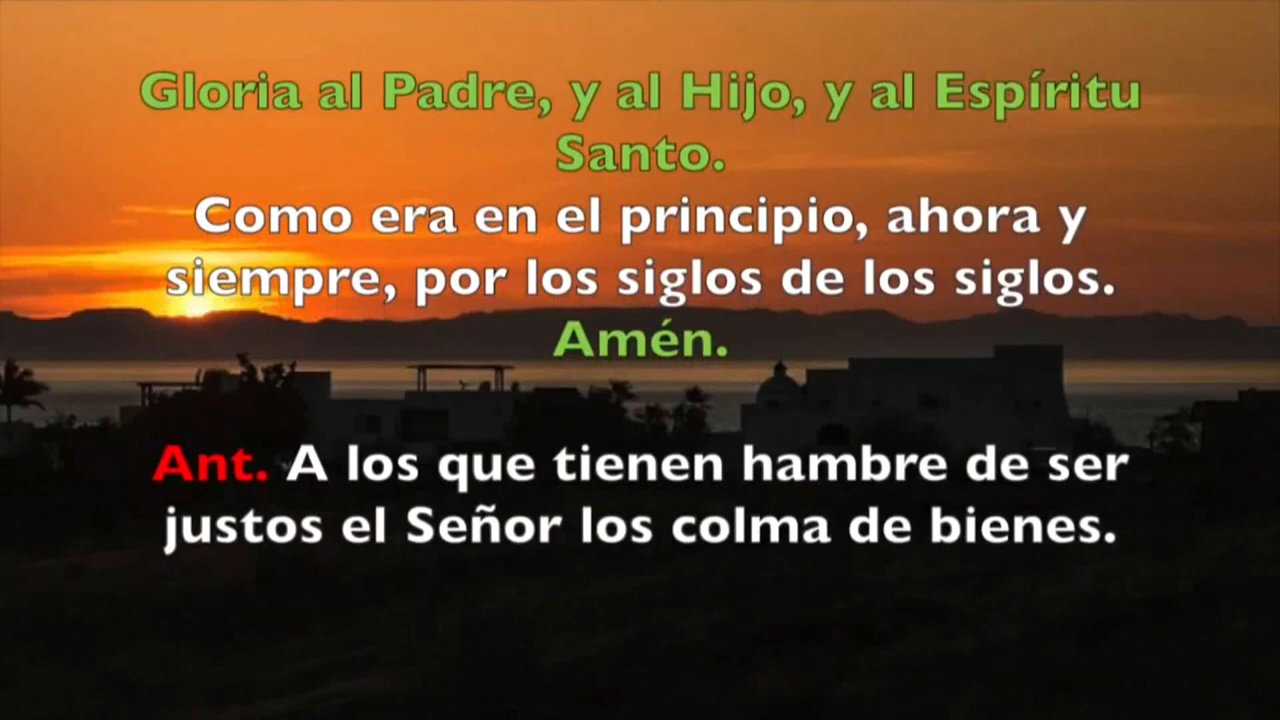 Gloria al Padre, y al Hijo, y al Espíritu
Santo.
Como era en el principio, ahora y
siempre, por los siglos de los siglos.
Amén.
Ant. A los que tienen hambre de ser
justos el Señor los colma de bienes.